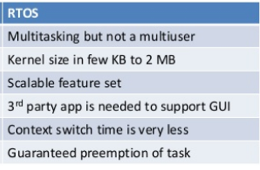 RTOS
Multitasking but not a multiuser
Kernel size in few KB to 2 MB
Scalable feature set
3rd party app is needed to support GUI
Context switch time is very less
Guaranteed preemption of task